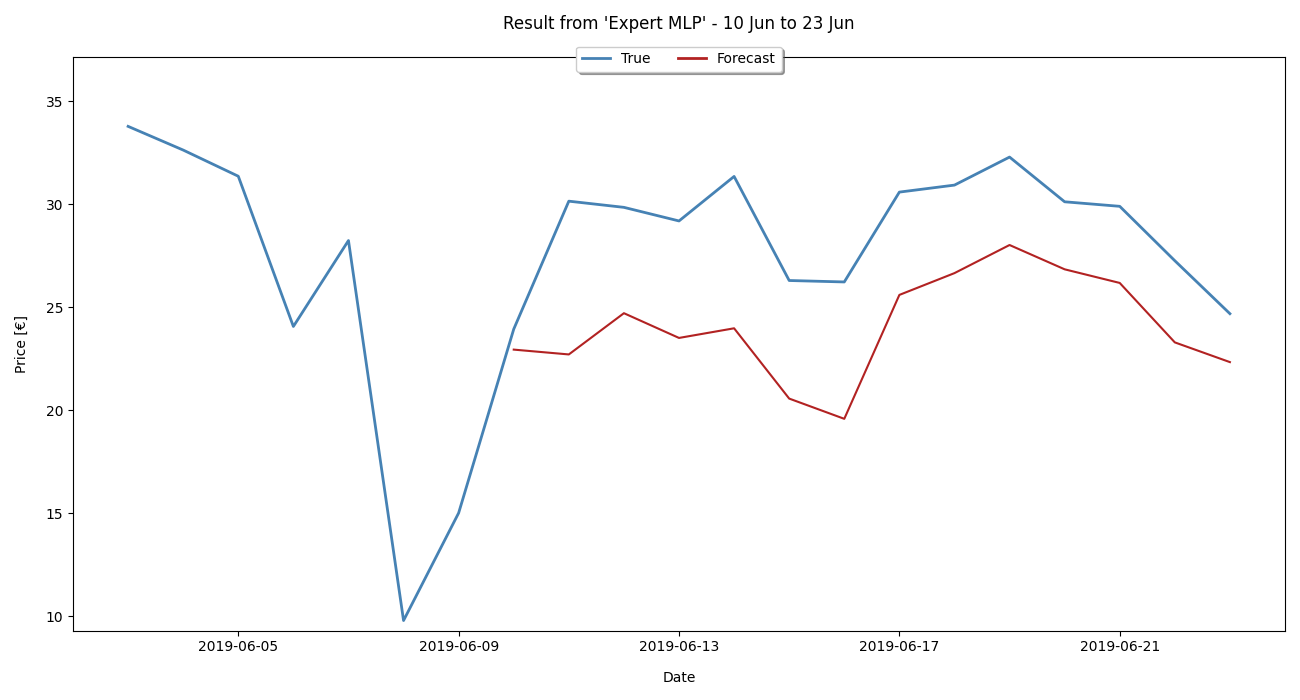 Result from 'Expert MLP' - 10 Jun to 23 Jun
True Forecast
35
30
25
20
15
10
Price [€]
2019-06-05 2019-06-09 2019-06-13 2019-06-17 2019-06-21
Date